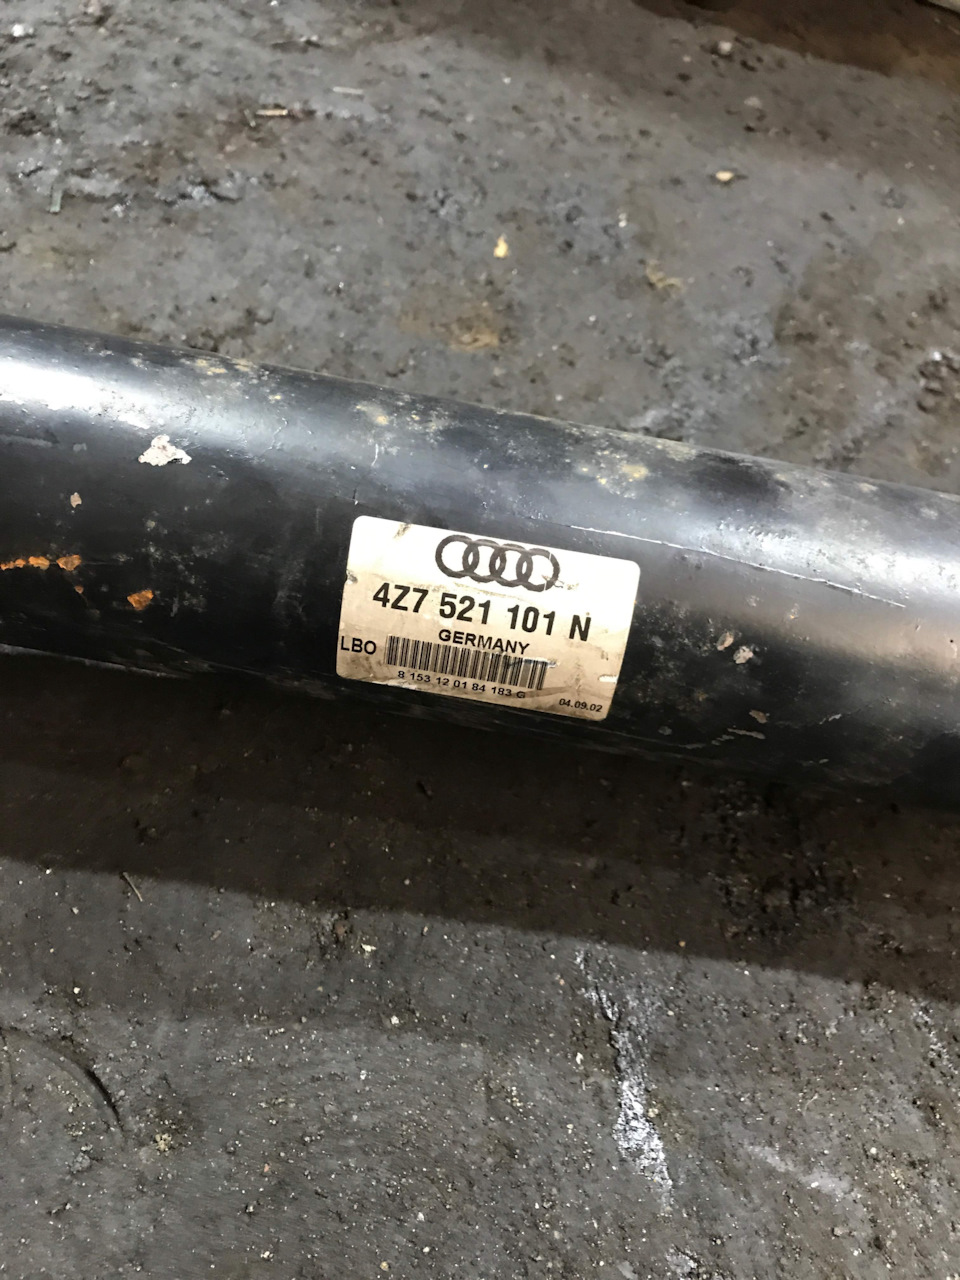 4Z7 521 101 N
GERMANY
LBO
8 153 12 01 84 183 G
04.09.02